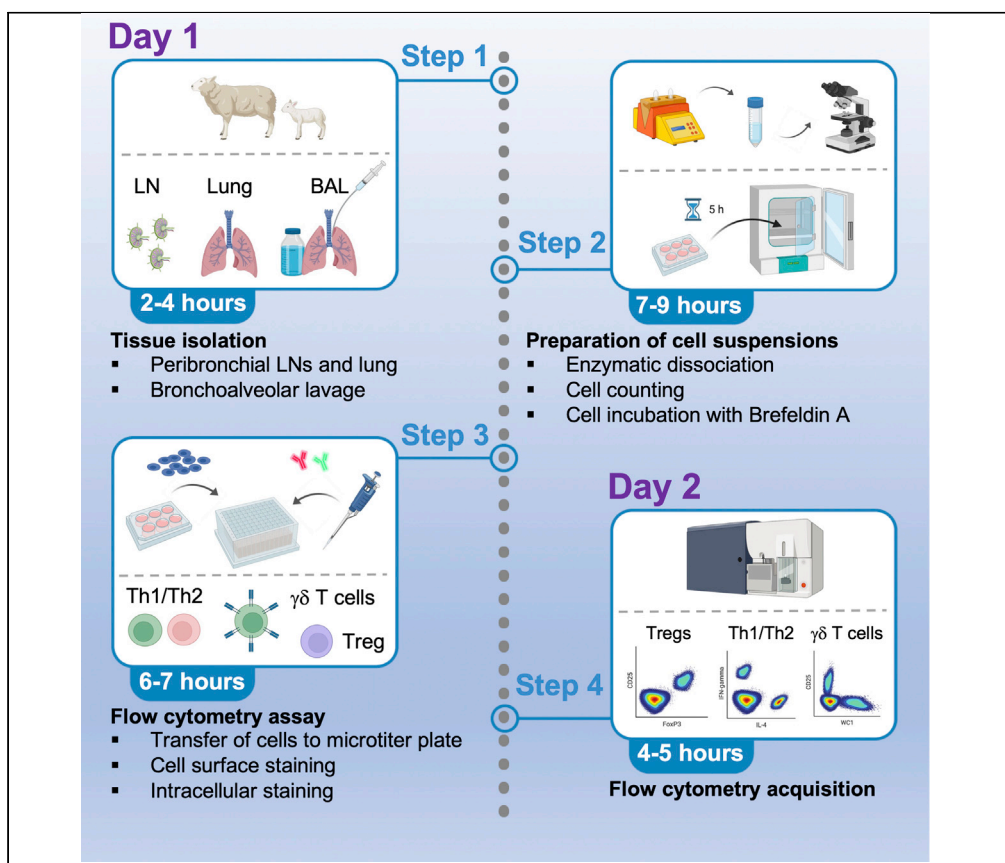 Day 1
Step 1
LN
Lung
BAL
2-4 hours
Tissue isolation
▪ Peribronchial LNs and lung
▪ Bronchoalveolar lavage
5 h
Step 2
7-9 hours
Preparation of cell suspensions
▪ Enzymatic dissociation
▪ Cell counting
▪ Cell incubation with Brefeldin A
Step 3
Th1/Th2
γδ T cells
Treg
6-7 hours
Flow cytometry assay
▪ Transfer of cells to microtiter plate
▪ Cell surface staining
▪ Intracellular staining
Day 2
Step 4
Tregs
Th1/Th2
γδ T cells
CD25
FoxP3
IFN-gamma
IL-4
CD25
WC1
4-5 hours
Flow cytometry acquisition